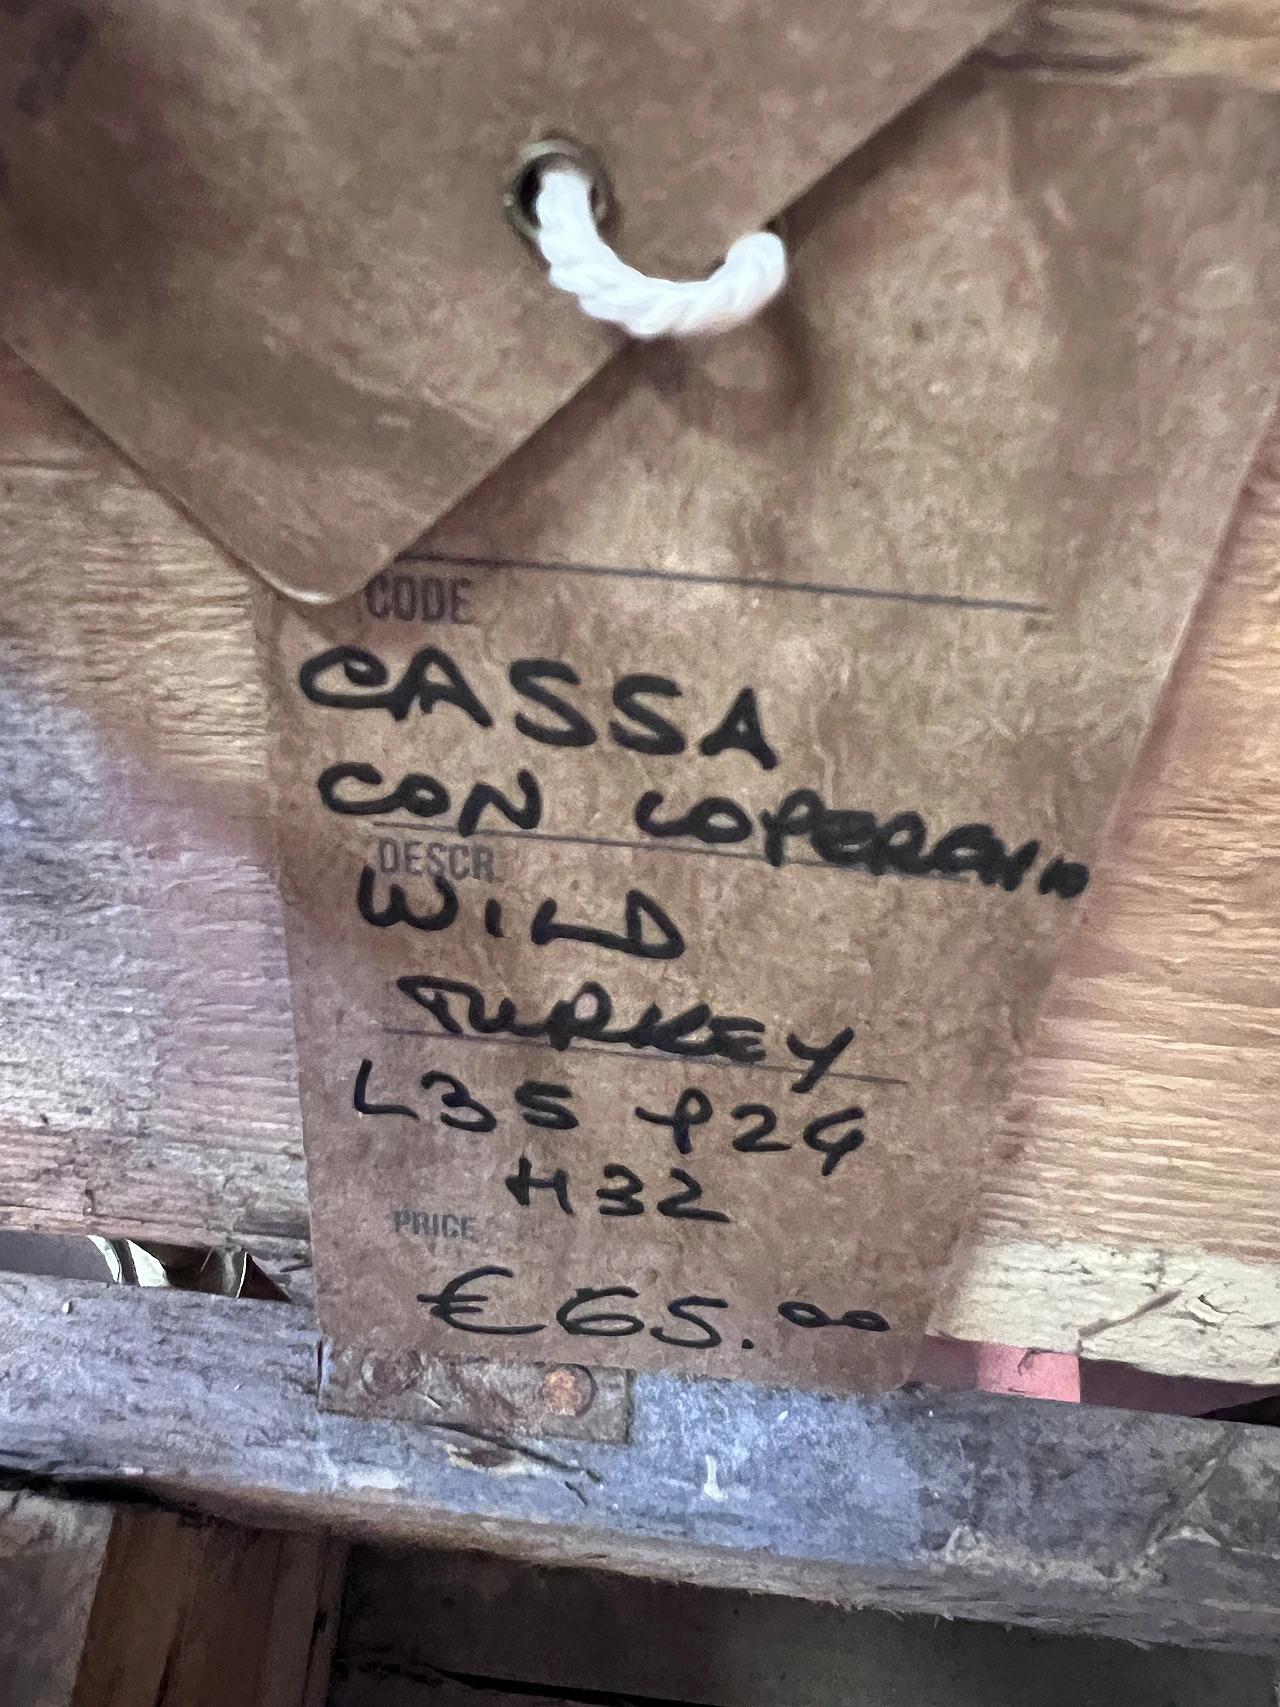 CODE
CASSA
CON COPERCHIO
DESCR.
WILD
TURKEY
L35 P24
H32
PRICE
€ 65.00